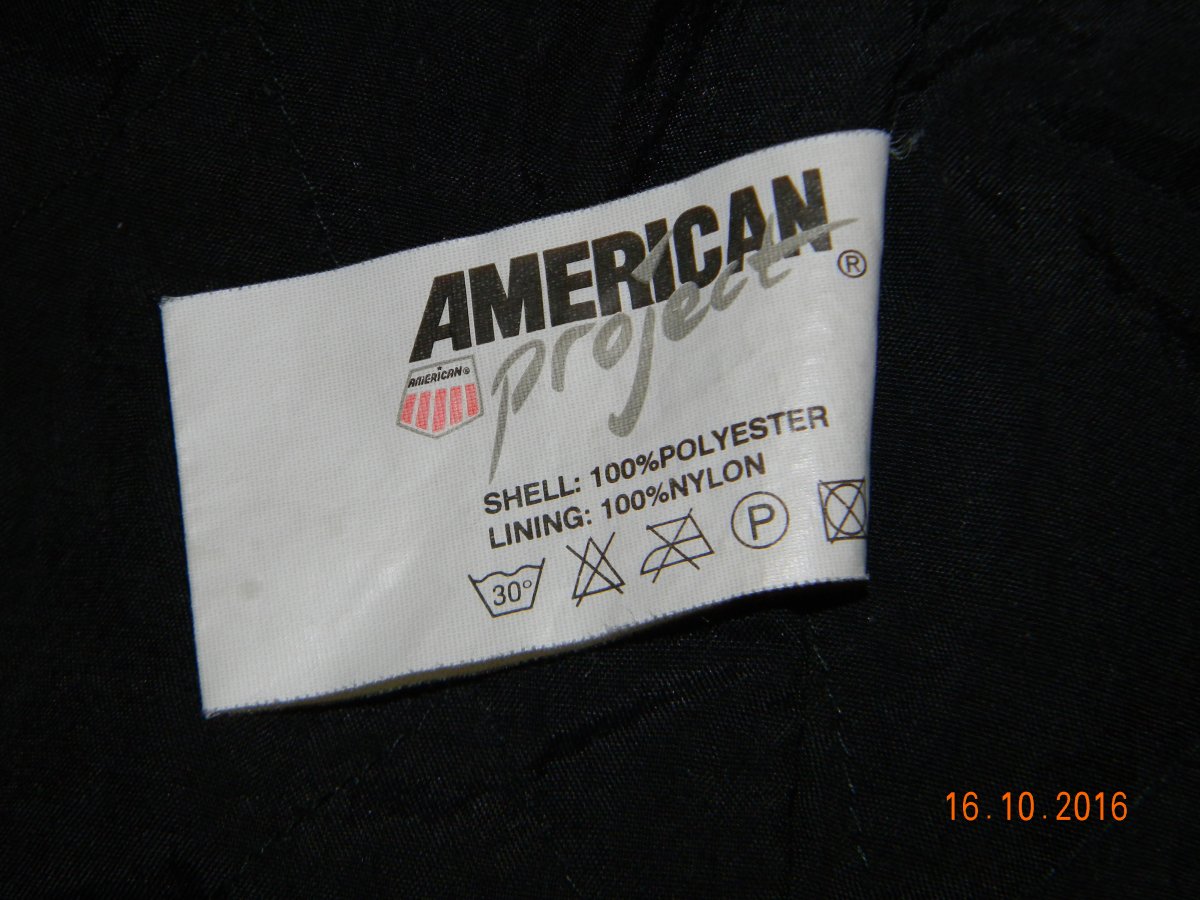 AMERICAN
project ®
AMERICAN®
SHELL: 100%POLYESTER
LINING: 100%NYLON
30° P
16.10.2016